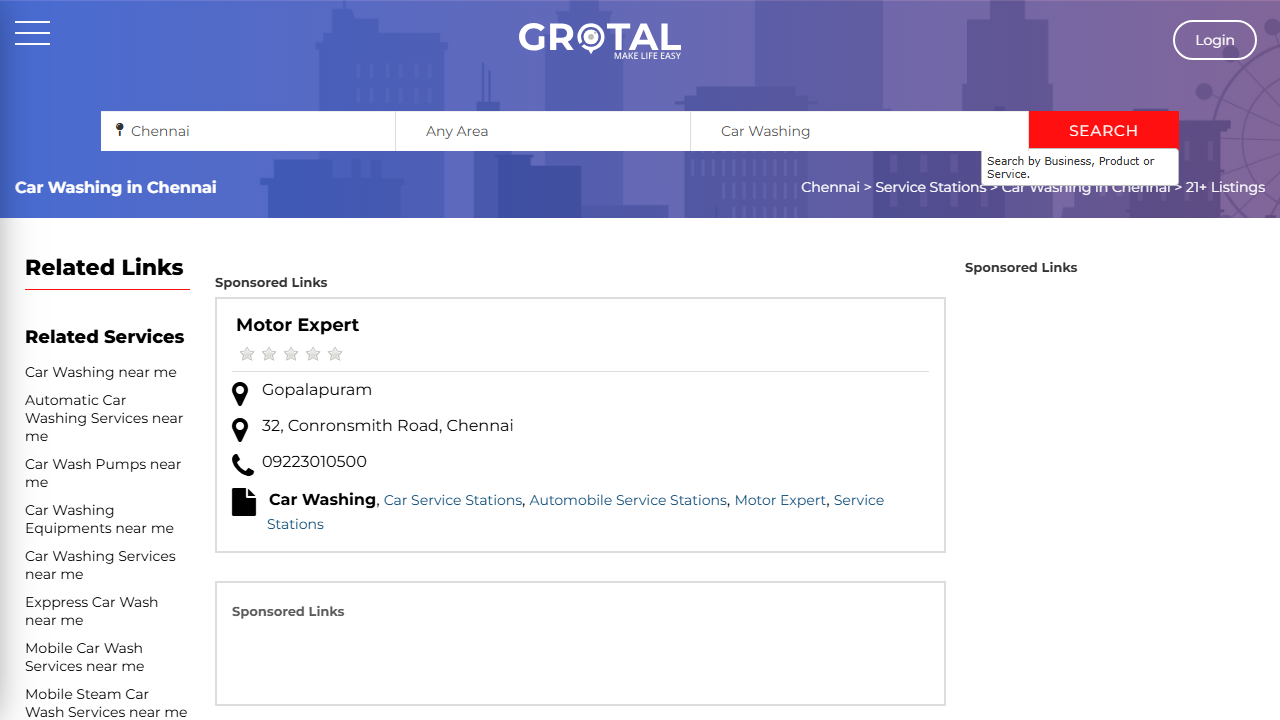 GROTAL
MAKE LIFE EASY
Login
Chennai
Any Area
Car Washing
SEARCH
Search by Business, Product or
Service.
Car Washing in Chennai
Chennai > Service Stations > Car Washing in Chennai > 21+ Listings
Related Links
Related Services
Car Washing near me
Automatic Car
Washing Services near
me
Car Wash Pumps near
me
Car Washing
Equipments near me
Car Washing Services
near me
Exppress Car Wash
near me
Mobile Car Wash
Services near me
Mobile Steam Car
Wash Services near me
Sponsored Links
Motor Expert
Gopalapuram
32, Conronsmith Road, Chennai
09223010500
Car Washing, Car Service Stations, Automobile Service Stations, Motor Expert, Service
Stations
Sponsored Links
Sponsored Links